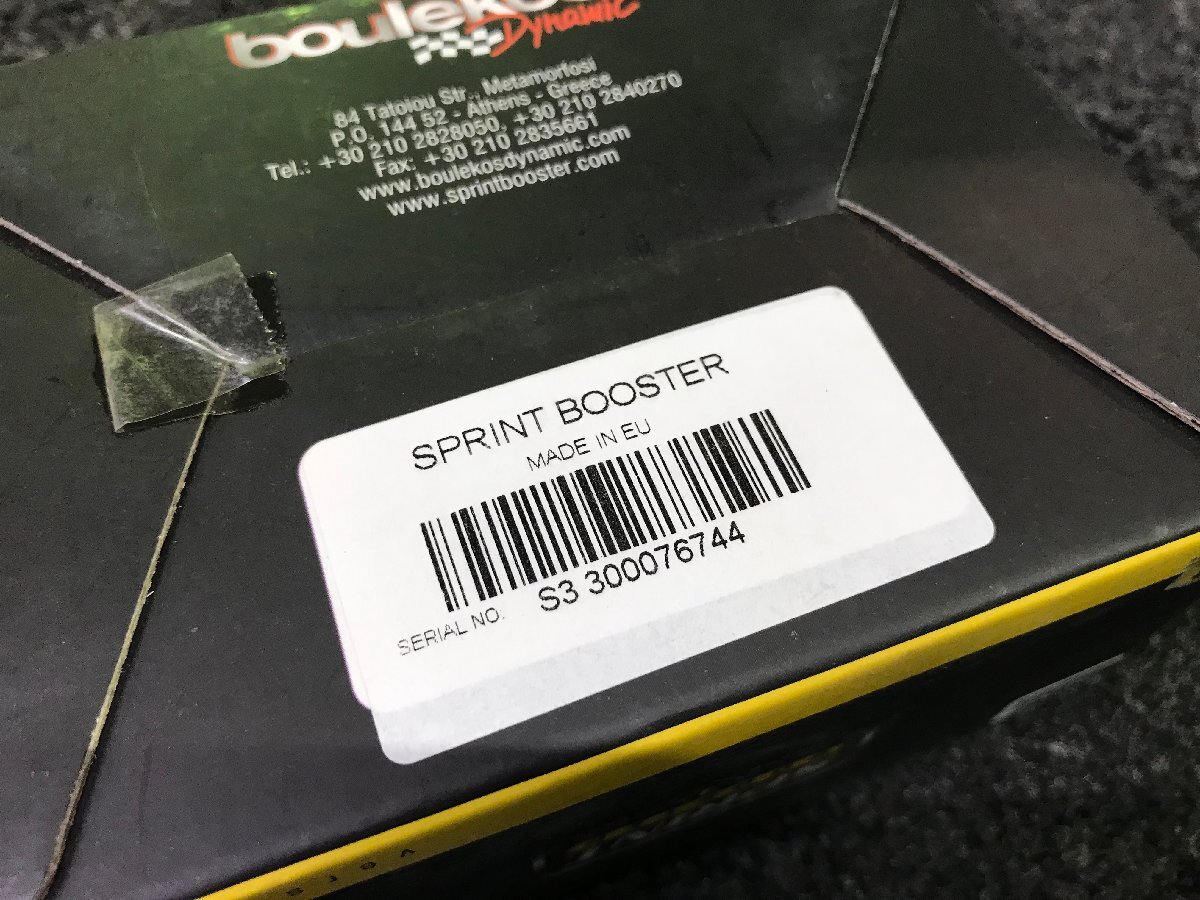 boulekos
Dynamic
84 Tatoiou Str., Metamorfosi
P.O. 144 52 - Athens - Greece
Tel.: +30 210 2828050, +30 210 2840270
Fax: +30 210 2835661
www.boulekosdynamic.com
www.sprintbooster.com
SPRINT BOOSTER
MADE IN EU
SERIAL NO. S3 300076744